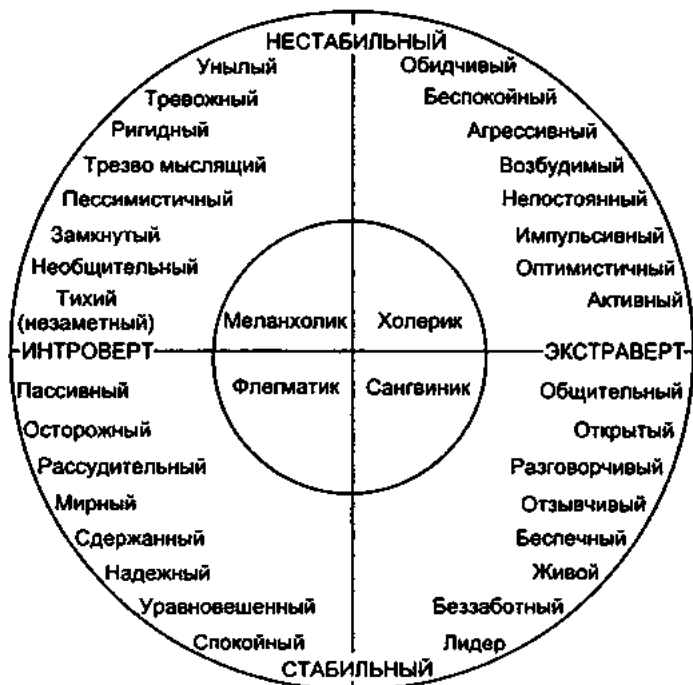 НЕСТАБИЛЬНЫЙ
Унылый
Обидчивый
Тревожный
Беспокойный
Ригидный
Агрессивный
Трезво мыслящий
Возбудимый
Пессимистичный
Непостоянный
Замкнутый
Импульсивный
Необщительный
Оптимистичный
Тихий
(незаметный)
Активный
Меланхолик
Холерик
ИНТРОВЕРТ
ЭКСТРАВЕРТ
Флегматик
Сангвиник
Пассивный
Общительный
Осторожный
Открытый
Рассудительный
Разговорчивый
Мирный
Отзывчивый
Сдержанный
Беспечный
Надежный
Живой
Уравновешенный
Беззаботный
Спокойный
Лидер
СТАБИЛЬНЫЙ